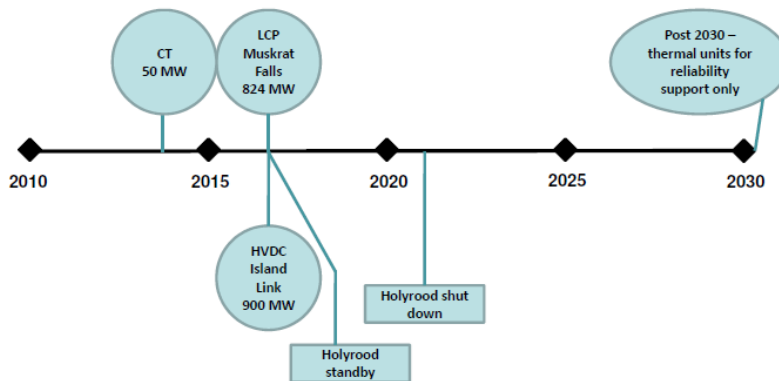 CT
50 MW
LCP
Muskrat
Falls
824 MW
Post 2030 –
thermal units for
reliability
support only
2010
2015
2020
2025
2030
HVDC
Island
Link
900 MW
Holyrood shut
down
Holyrood
standby